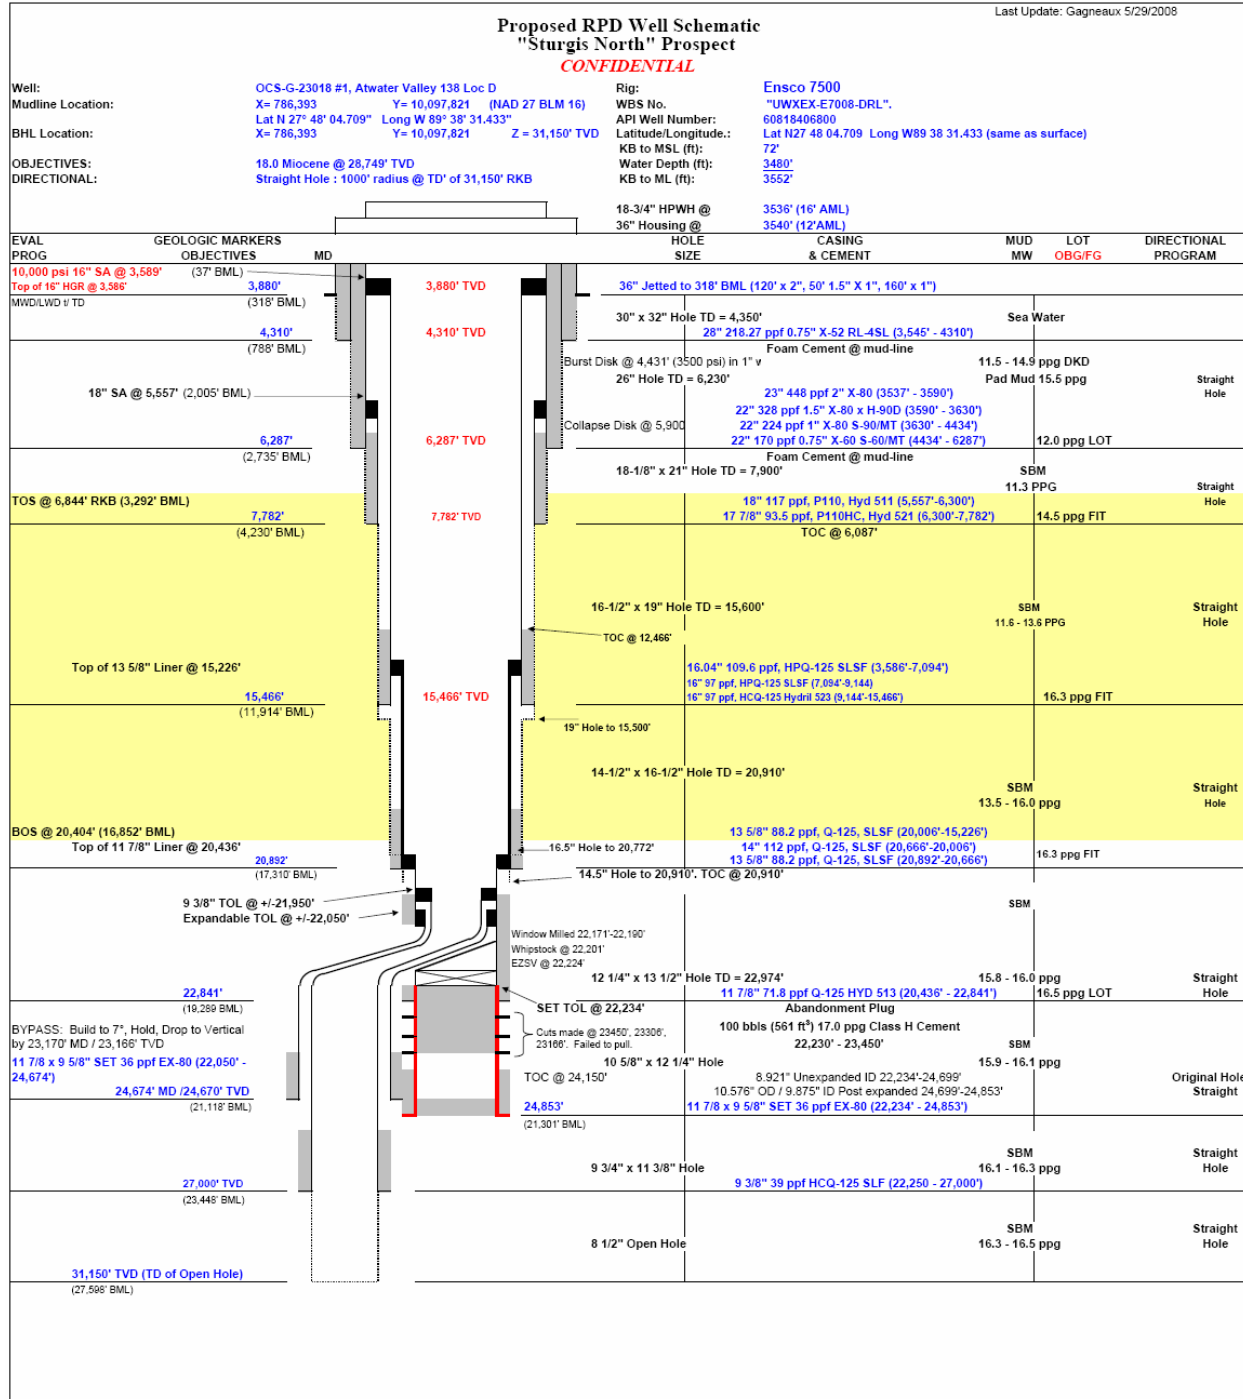 Last Update: Gagneaux 5/29/2008
Proposed RPD Well Schematic
"Sturgis North" Prospect
CONFIDENTIAL
Well: OCS-G-23018 #1, Atwater Valley 138 Loc D Rig: Ensco 7500
Mudline Location: X= 786,393 Y= 10,097,821 (NAD 27 BLM 16) WBS No. "UWXEX-E7008-DRL".
Lat N 27° 48' 04.709" Long W 89° 38' 31.433" API Well Number: 60818406800
BHL Location: X= 786,393 Y= 10,097,821 Z = 31,150' TVD Latitude/Longitude.: Lat N27 48 04.709 Long W89 38 31.433 (same as surface)
KB to MSL (ft): 72'
OBJECTIVES: 18.0 Miocene @ 28,749' TVD Water Depth (ft): 3480'
DIRECTIONAL: Straight Hole : 1000' radius @ TD' of 31,150' RKB KB to ML (ft): 3552'
18-3/4" HPWH @ 3536' (16' AML)
36" Housing @ 3540' (12'AML)
EVAL GEOLOGIC MARKERS HOLE CASING MUD LOT DIRECTIONAL
PROG OBJECTIVES MD SIZE & CEMENT MW OBG/FG PROGRAM
10,000 psi 16" SA @ 3,589' (37' BML)
Top of 16" HGR @ 3,586' 3,880' 3,880' TVD 36" Jetted to 318' BML (120' x 2", 50' 1.5" X 1", 160' x 1")
MWD/LWD t/ TD (318' BML)
30" x 32" Hole TD = 4,350' Sea Water
4,310' 4,310' TVD 28" 218.27 ppf 0.75" X-52 RL-4SL (3,545' - 4310')
(788' BML) Foam Cement @ mud-line
Burst Disk @ 4,431' (3500 psi) in 1" w 11.5 - 14.9 ppg DKD
26" Hole TD = 6,230' Pad Mud 15.5 ppg Straight
18" SA @ 5,557' (2,005' BML) 23" 448 ppf 2" X-80 (3537' - 3590') Hole
22" 328 ppf 1.5" X-80 x H-90D (3590' - 3630')
Collapse Disk @ 5,900 22" 224 ppf 1" X-80 S-90/MT (3630' - 4434')
6,287' 6,287' TVD 22" 170 ppf 0.75" X-60 S-60/MT (4434' - 6287') 12.0 ppg LOT
(2,735' BML) Foam Cement @ mud-line
18-1/8" x 21" Hole TD = 7,900' SBM
11.3 PPG Straight
TOS @ 6,844' RKB (3,292' BML) 18" 117 ppf, P110, Hyd 511 (5,557'-6,300') Hole
7,782' 7,782' TVD 17 7/8" 93.5 ppf, P110HC, Hyd 521 (6,300'-7,782') 14.5 ppg FIT
(4,230' BML) TOC @ 6,087'
16-1/2" x 19" Hole TD = 15,600' SBM Straight
11.6 - 13.6 PPG Hole
TOC @ 12,466'
Top of 13 5/8" Liner @ 15,226' 16.04" 109.6 ppf, HPQ-125 SLSF (3,586'-7,094')
16" 97 ppf, HPQ-125 SLSF (7,094'-9,144)
15,466' 15,466' TVD 16" 97 ppf, HCQ-125 Hydril 523 (9,144'-15,466') 16.3 ppg FIT
(11,914' BML)
19" Hole to 15,500'
14-1/2" x 16-1/2" Hole TD = 20,910'
SBM Straight
13.5 - 16.0 ppg Hole
BOS @ 20,404' (16,852' BML) 13 5/8" 88.2 ppf, Q-125, SLSF (20,006'-15,226')
Top of 11 7/8" Liner @ 20,436' 16.5" Hole to 20,772' 14" 112 ppf, Q-125, SLSF (20,666'-20,006')
20,892' 13 5/8" 88.2 ppf, Q-125, SLSF (20,892'-20,666') 16.3 ppg FIT
(17,310' BML) 14.5" Hole to 20,910'. TOC @ 20,910'
9 3/8" TOL @ +/-21,950' SBM
Expandable TOL @ +/-22,050'
Window Milled 22,171'-22,190'
Whipstock @ 22,201'
EZSV @ 22,224'
12 1/4" x 13 1/2" Hole TD = 22,974' 15.8 - 16.0 ppg Straight
22,841' 11 7/8" 71.8 ppf Q-125 HYD 513 (20,436' - 22,841') 16.5 ppg LOT Hole
(19,289 BML) SET TOL @ 22,234' Abandonment Plug
BYPASS: Build to 7°, Hold, Drop to Vertical Cuts made @ 23450', 23306', 100 bbls (561 ft³) 17.0 ppg Class H Cement
by 23,170' MD / 23,166' TVD 23166'. Failed to pull. 22,230' - 23,450' SBM
11 7/8 x 9 5/8" SET 36 ppf EX-80 (22,050' - 10 5/8" x 12 1/4" Hole 15.9 - 16.1 ppg
24,674') TOC @ 24,150' 8.921" Unexpanded ID 22,234'-24,699' Original Hole
24,674' MD /24,670' TVD 10.576" OD / 9.875" ID Post expanded 24,699'-24,853' Straight
(21,118' BML) 24,853' 11 7/8 x 9 5/8" SET 36 ppf EX-80 (22,234' - 24,853')
(21,301' BML)
SBM Straight
9 3/4" x 11 3/8" Hole 16.1 - 16.3 ppg Hole
27,000' TVD 9 3/8" 39 ppf HCQ-125 SLF (22,250 - 27,000')
(23,448' BML)
SBM Straight
8 1/2" Open Hole 16.3 - 16.5 ppg Hole
31,150' TVD (TD of Open Hole)
(27,598' BML)